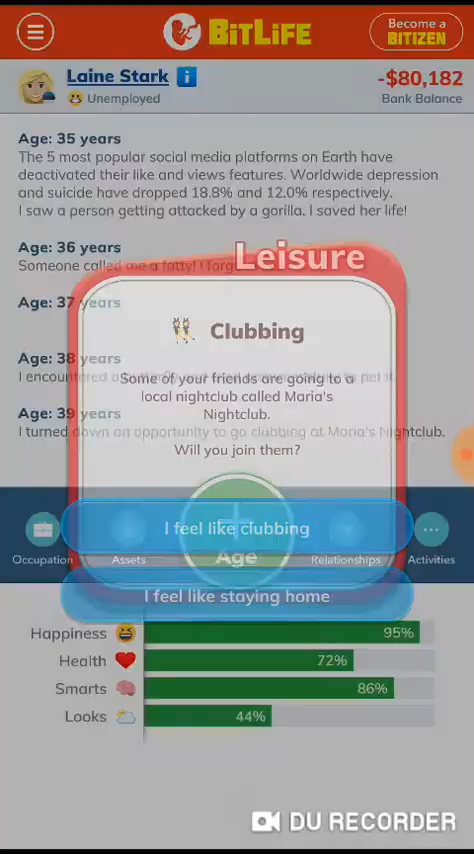 BITLIFE
Become a
BITIZEN
Laine Stark
-$80,182
Unemployed
Bank Balance
Age: 35 years
The 5 most popular social media platforms on Earth have
deactivated their like and views features. Worldwide depression
and suicide have dropped 18.8% and 12.0% respectively.
I saw a person getting attacked by a gorilla. I saved her life!
Age: 36 years
Someone called me a fatty! I
Leisure
Age: 37 years
Clubbing
Age: 38 years
I encountered pet it.
Some of your friends are going to a
local nightclub called Maria's
Nightclub.
Age: 39 years
I turned down an opportunity to go clubbing at Maria's Nightclub.
Will you join them?
I feel like clubbing
Occupation
Assets
Age
Relationships
Activities
I feel like staying home
Happiness 95%
Health 72%
Smarts 86%
Looks 44%
DU RECORDER